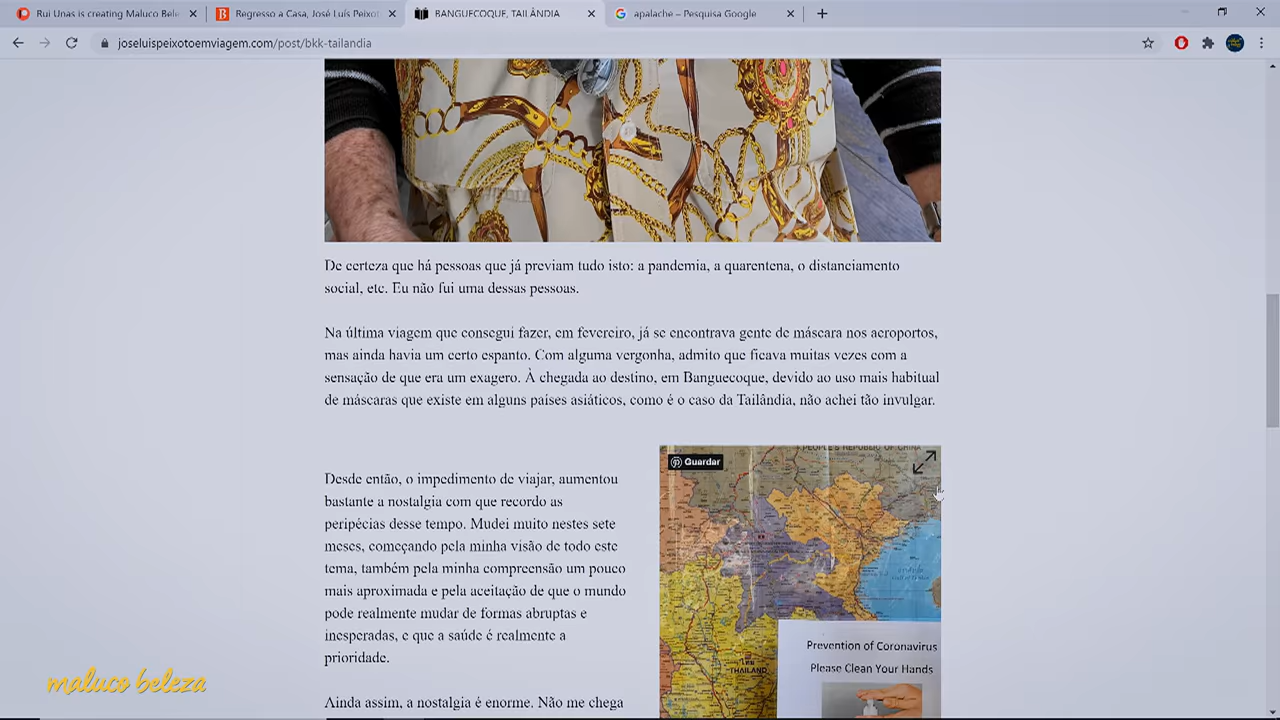 Rui Unas is creating Maluco Bele
Regresso a Casa, José Luís Peixot
BANGUECOQUE, TAILÂNDIA
apalache – Pesquisa Google
joseluispeixotoemviagem.com/post/bkk-tailandia
De certeza que há pessoas que já previam tudo isto: a pandemia, a quarentena, o distanciamento
social, etc. Eu não fui uma dessas pessoas.
Na última viagem que consegui fazer, em fevereiro, já se encontrava gente de máscara nos aeroportos,
mas ainda havia um certo espanto. Com alguma vergonha, admito que ficava muitas vezes com a
sensação de que era um exagero. À chegada ao destino, em Banguecoque, devido ao uso mais habitual
de máscaras que existe em alguns países asiáticos, como é o caso da Tailândia, não achei tão invulgar.
Desde então, o impedimento de viajar, aumentou
bastante a nostalgia com que recordo as
peripécias desse tempo. Mudei muito nestes sete
meses, começando pela minha visão de todo este
tema, também pela minha compreensão um pouco
mais aproximada e pela aceitação de que o mundo
pode realmente mudar de formas abruptas e
inesperadas, e que a saúde é realmente a
prioridade.
Ainda assim, a nostalgia é enorme. Não me chega
PEOPLE'S REPUBLIC OF CHINA
Guardar
THAILAND
Prevention of Coronavirus
Please Clean Your Hands
maluco beleza